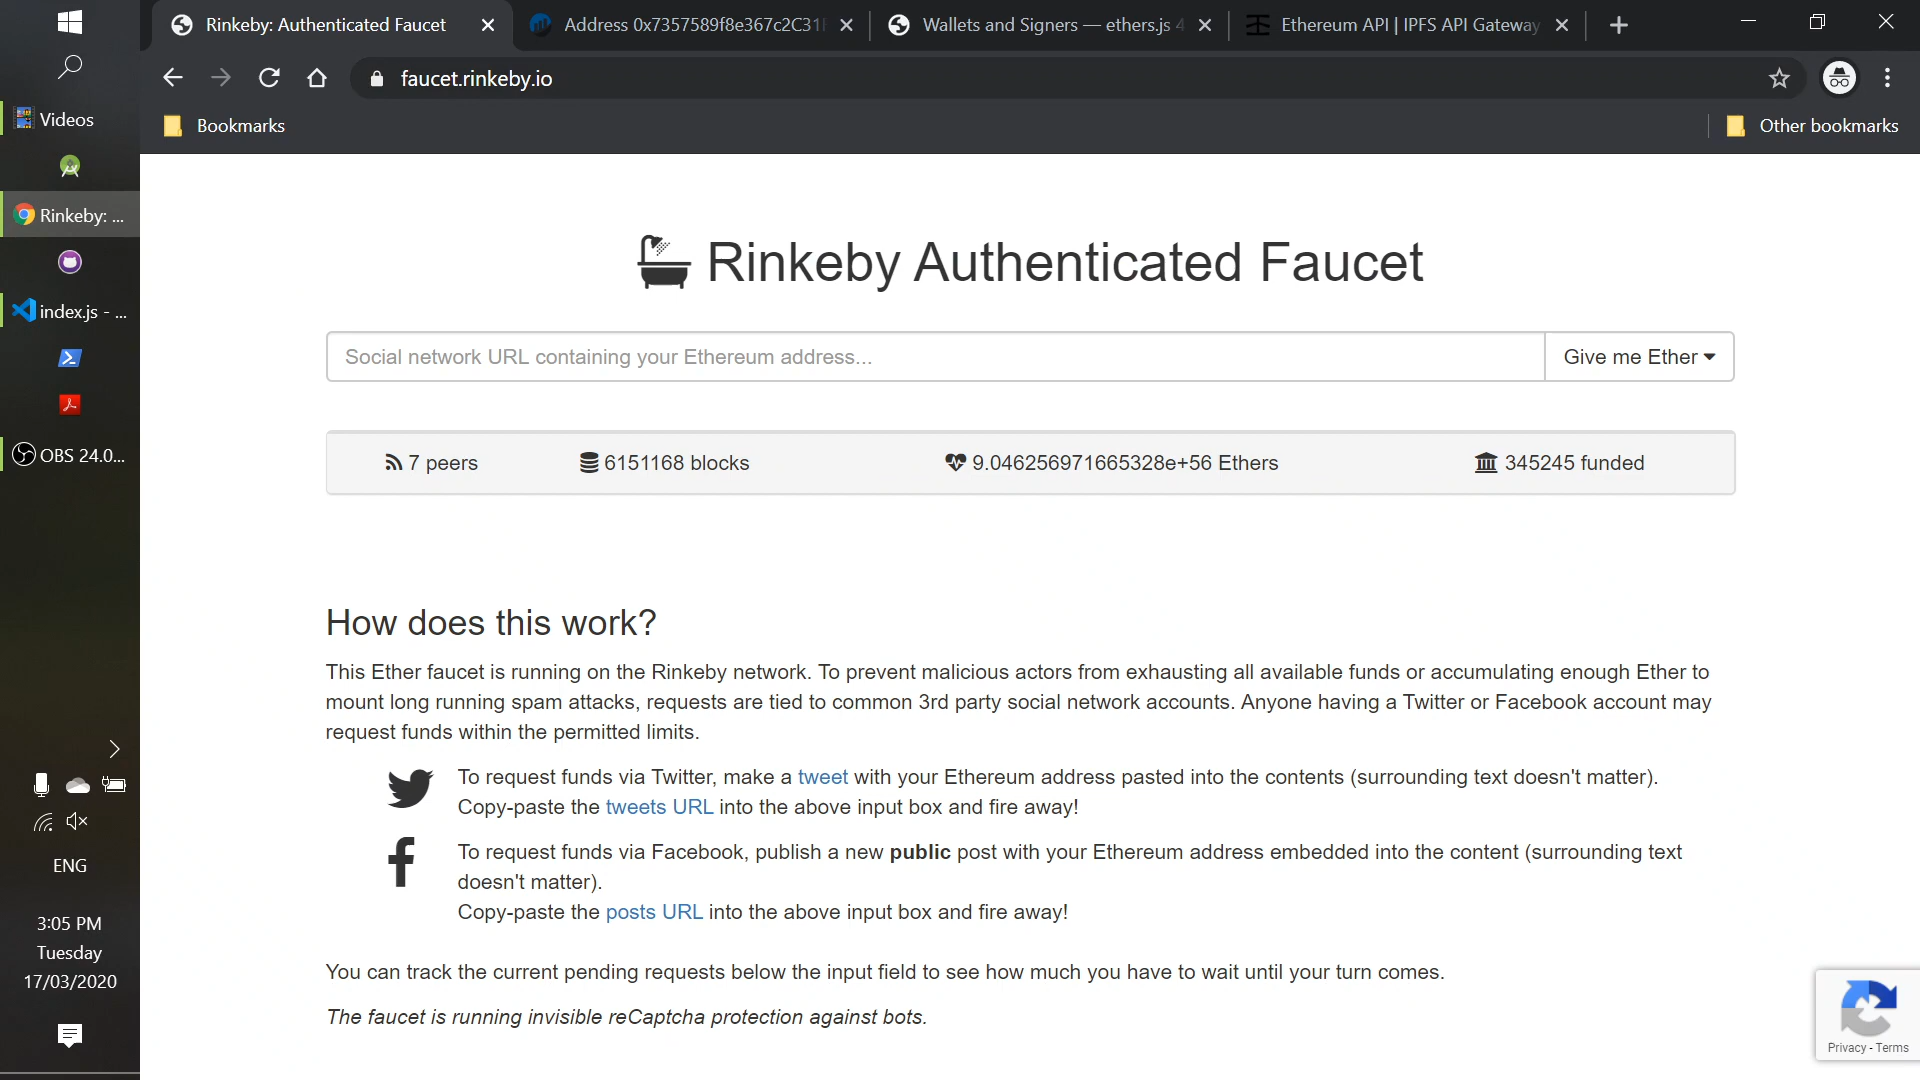 Rinkeby: Authenticated Faucet
Address 0x7357589f8e367c2C31
Wallets and Signers — ethers.js 4
Ethereum API | IPFS API Gateway
faucet.rinkeby.io
Bookmarks
Other bookmarks
Videos
Rinkeby: ...
index.js - ...
OBS 24.0...
ENG
3:05 PM
Tuesday
17/03/2020
Rinkeby Authenticated Faucet
Social network URL containing your Ethereum address...
Give me Ether
7 peers
6151168 blocks
9.046256971665328e+56 Ethers
345245 funded
How does this work?
This Ether faucet is running on the Rinkeby network. To prevent malicious actors from exhausting all available funds or accumulating enough Ether to
mount long running spam attacks, requests are tied to common 3rd party social network accounts. Anyone having a Twitter or Facebook account may
request funds within the permitted limits.
To request funds via Twitter, make a tweet with your Ethereum address pasted into the contents (surrounding text doesn't matter).
Copy-paste the tweets URL into the above input box and fire away!
To request funds via Facebook, publish a new public post with your Ethereum address embedded into the content (surrounding text
doesn't matter).
Copy-paste the posts URL into the above input box and fire away!
You can track the current pending requests below the input field to see how much you have to wait until your turn comes.
The faucet is running invisible reCaptcha protection against bots.
Privacy - Terms